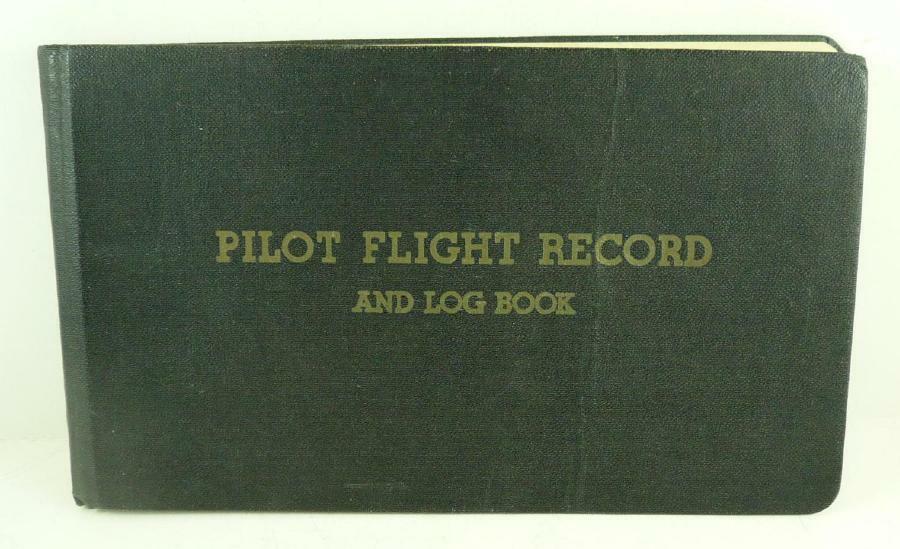 PILOT FLIGHT RECORD
AND LOG BOOK